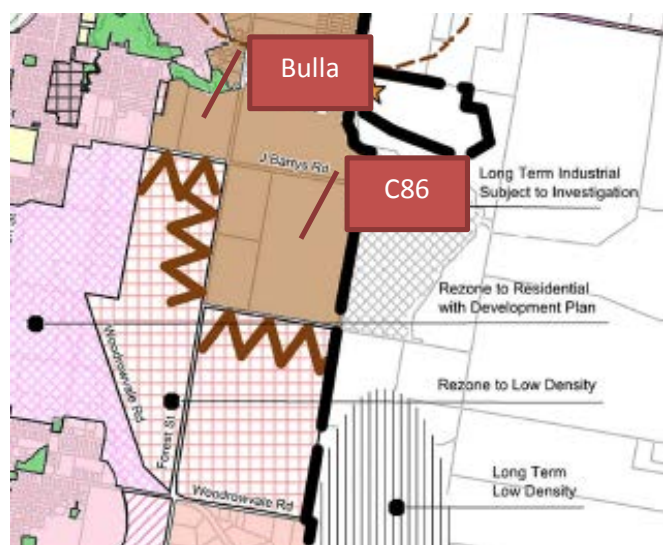 Bulla
J Barrys Rd
C86
Long Term Industrial
Subject to Investigation
Rezone to Residential
with Development Plan
Woodrowvale Rd
Forest St
Rezone to Low Density
Woodrowvale Rd
Long Term
Low Density